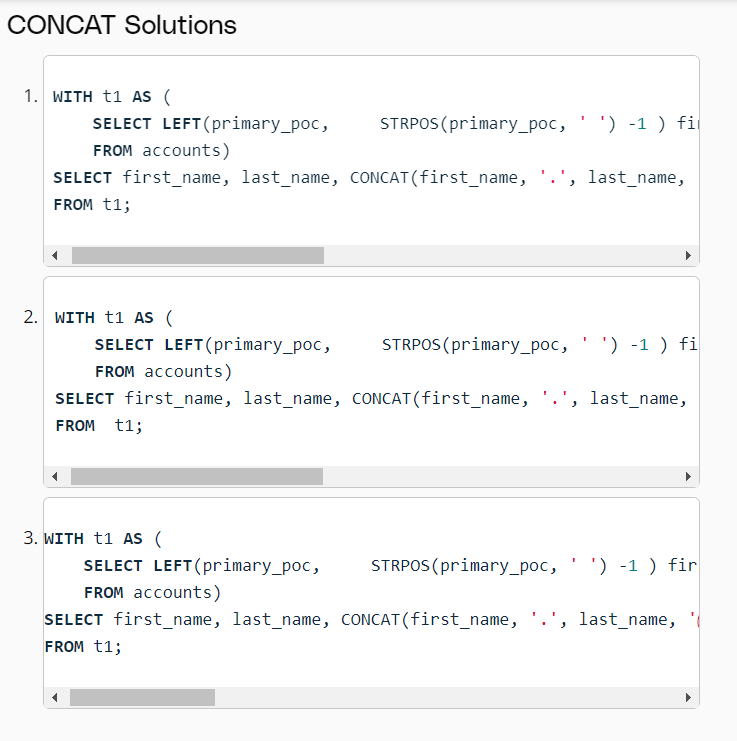 CONCAT Solutions
1. WITH t1 AS (
SELECT LEFT(primary_poc,     STRPOS(primary_poc, ' ') -1 )
FROM accounts)
SELECT first_name, last_name, CONCAT(first_name, '.', last_name,
FROM t1;
2. WITH t1 AS (
SELECT LEFT(primary_poc,     STRPOS(primary_poc, ' ') -1 ) fi
FROM accounts)
SELECT first_name, last_name, CONCAT(first_name, '.', last_name,
FROM  t1;
3. WITH t1 AS (
SELECT LEFT(primary_poc,     STRPOS(primary_poc, ' ') -1 ) fir
FROM accounts)
SELECT first_name, last_name, CONCAT(first_name, '.', last_name, '
FROM t1;